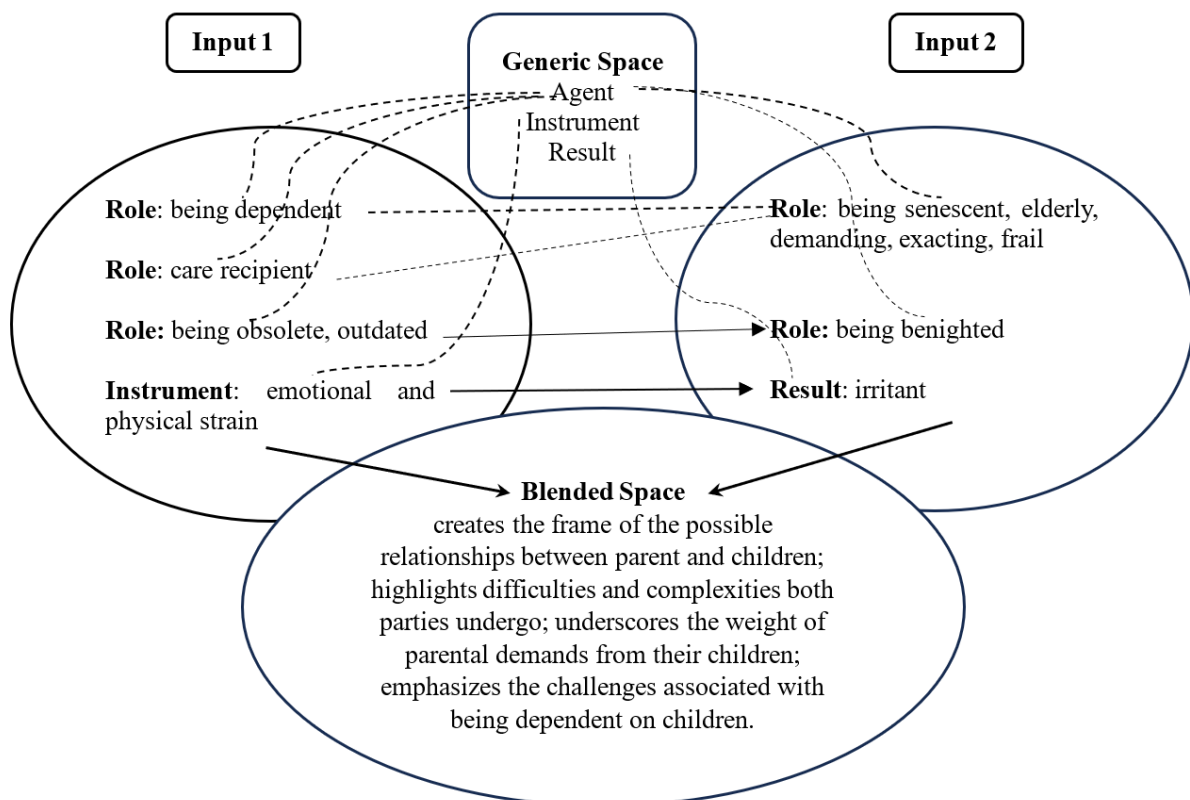 Input 1
Generic Space
Agent
Instrument
Result
Input 2
Role: being dependent
Role: care recipient
Role: being obsolete, outdated
Instrument: emotional and
physical strain
Role: being senescent, elderly,
demanding, exacting, frail
Role: being benighted
Result: irritant
Blended Space
creates the frame of the possible
relationships between parent and children;
highlights difficulties and complexities both
parties undergo; underscores the weight of
parental demands from their children;
emphasizes the challenges associated with
being dependent on children.